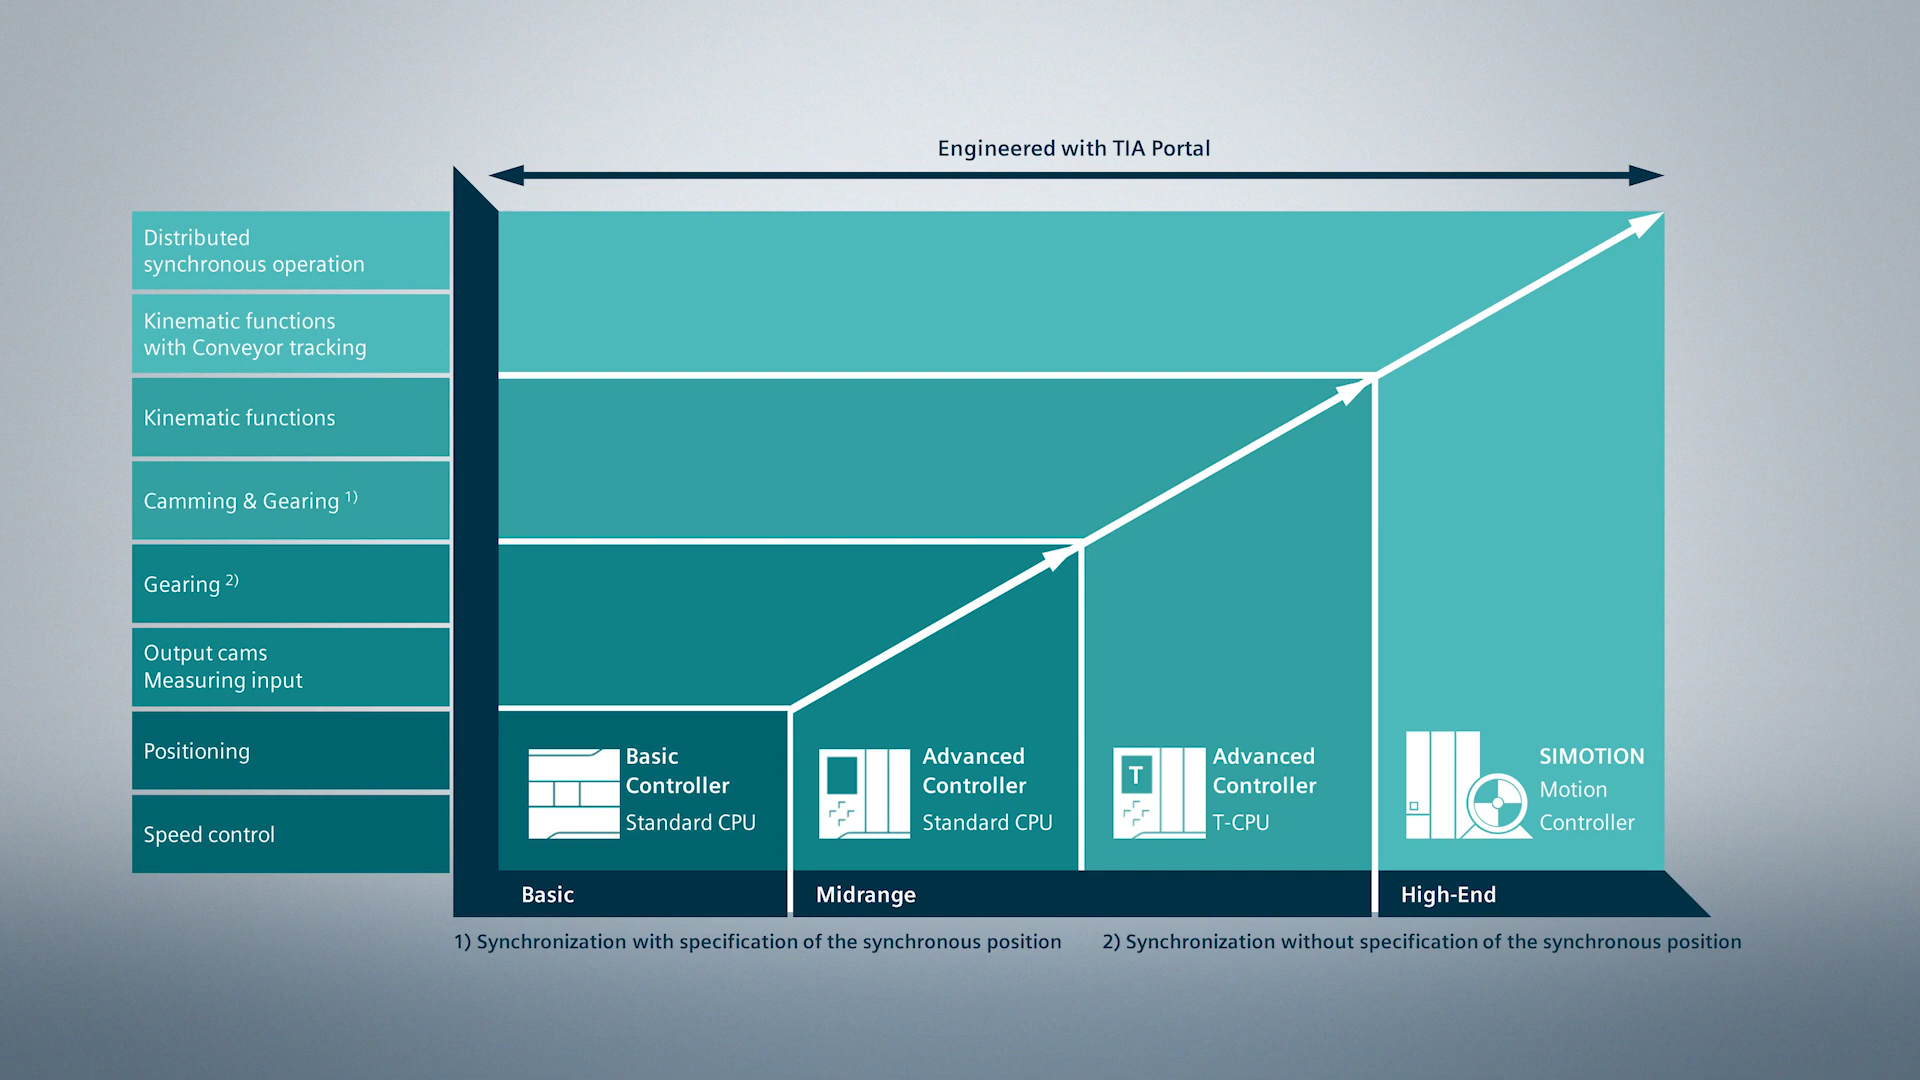 Engineered with TIA Portal
Distributed
synchronous operation
Kinematic functions
with Conveyor tracking
Kinematic functions
Camming & Gearing 1)
Gearing 2)
Output cams
Measuring input
Positioning
Speed control
Basic
Controller
Standard CPU
Advanced
Controller
Standard CPU
T
Advanced
Controller
T-CPU
SIMOTION
Motion
Controller
Basic
Midrange
High-End
1) Synchronization with specification of the synchronous position
2) Synchronization without specification of the synchronous position